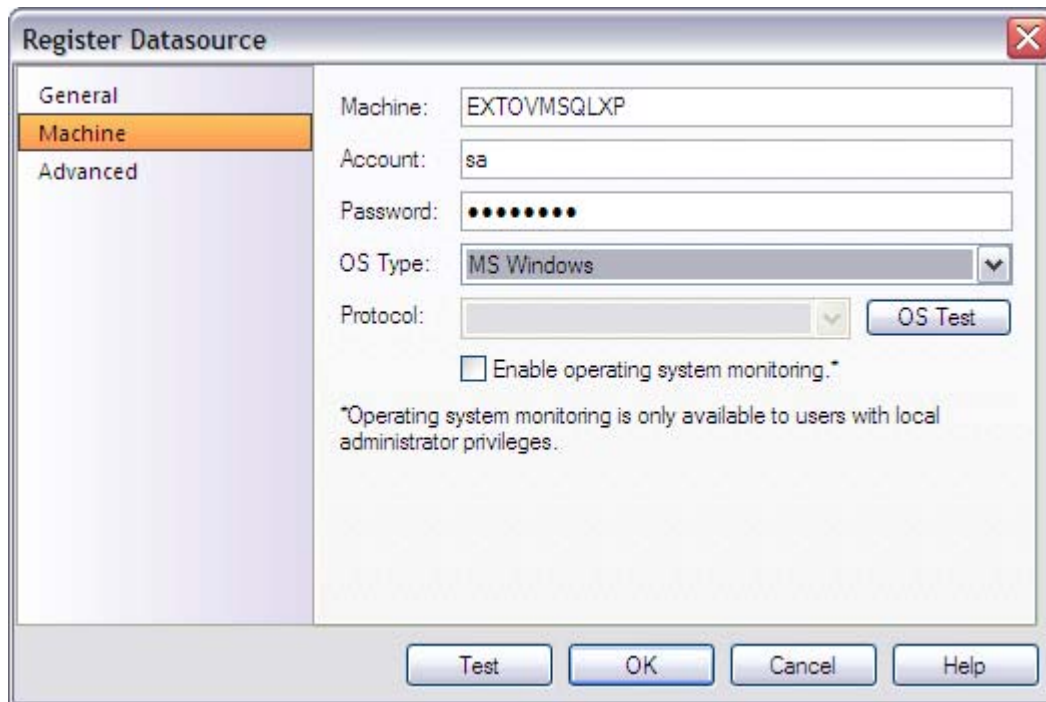 Register Datasource
General
Machine
Advanced
Machine: EXTOVMSQLXP
Account: sa
Password: ●●●●●●●●
OS Type: MS Windows
Protocol: OS Test
Enable operating system monitoring.*
*Operating system monitoring is only available to users with local
administrator privileges.
Test OK Cancel Help